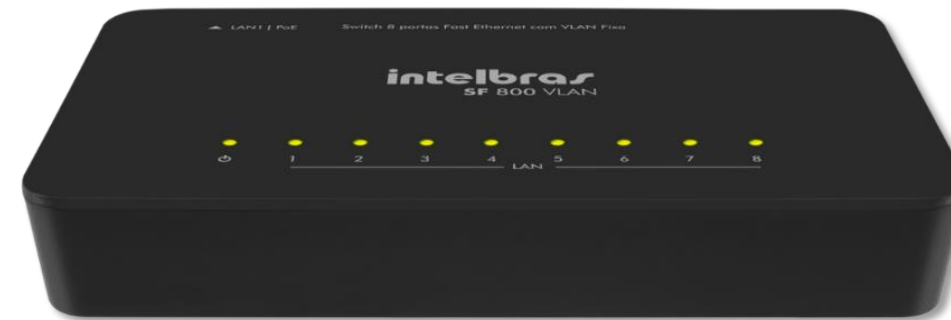 LAN1 / PoE Switch 8 portas Fast Ethernet com VLAN Fixa
intelbras
SF 800 VLAN
1 2 3 4 5 6 7 8
LAN